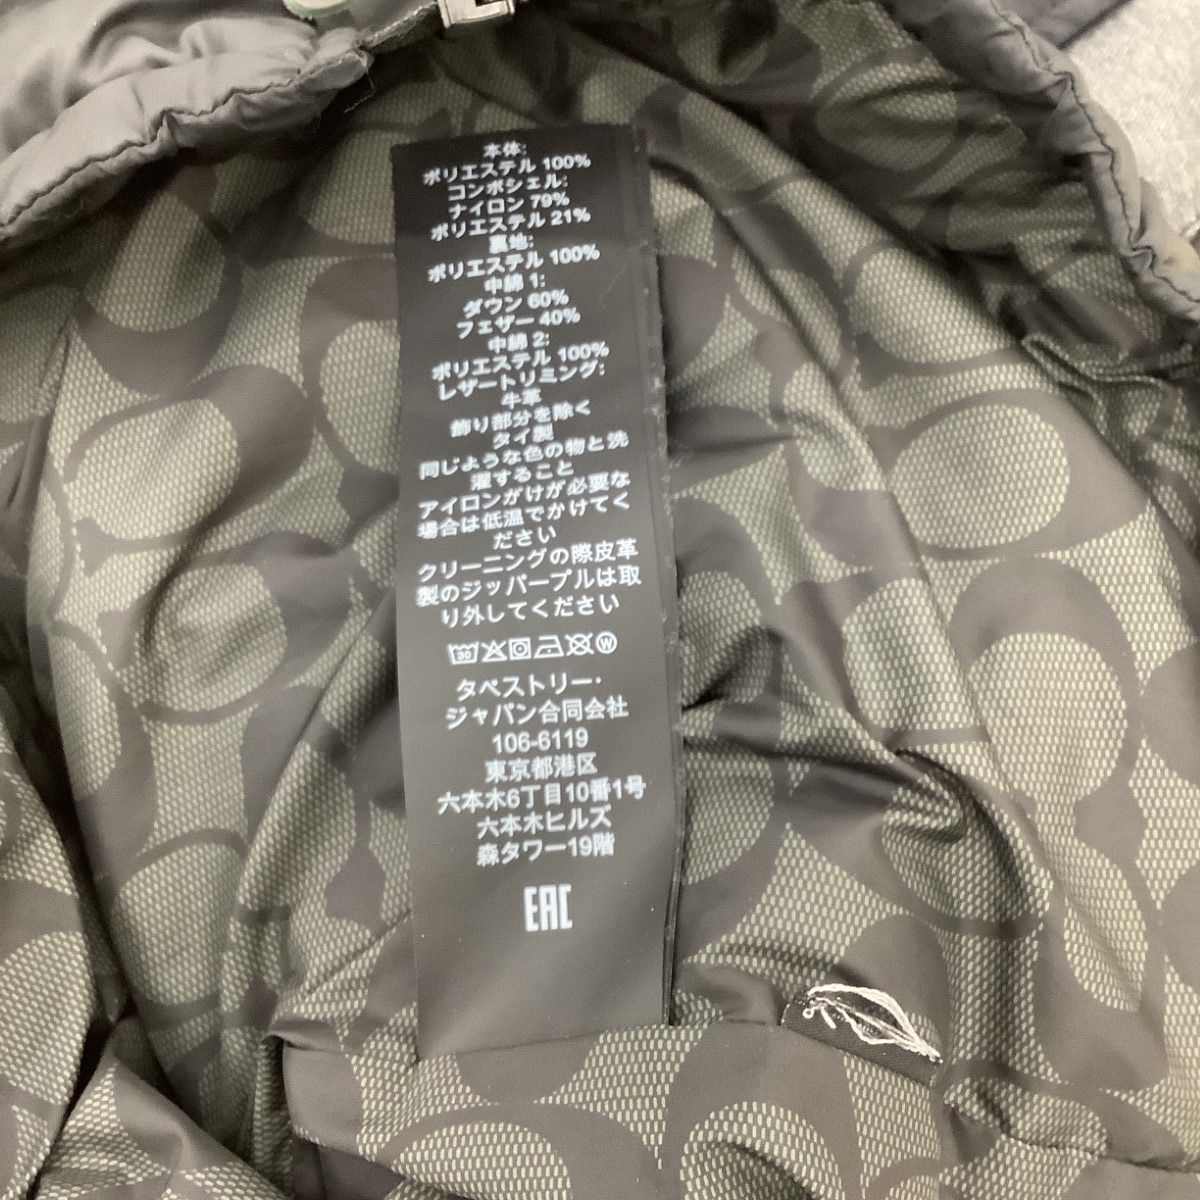 本体:
ポリエステル 100%
コンボシェル:
ナイロン 79%
ポリエステル 21%
裏地:
ポリエステル 100%
中綿 1:
ダウン 60%
フェザー 40%
中綿 2:
ポリエステル 100%
レザートリミング:
牛革
飾り部分を除く
タイ製
同じような色の物と洗
濯すること
アイロンがけが必要な
場合は低温でかけてく
ださい
クリーニングの際皮革
製のジッパープルは取
り外してください
30 W
タペストリー・
ジャパン合同会社
106-6119
東京都港区
六本木6丁目10番1号
六本木ヒルズ
森タワー19階
EAC